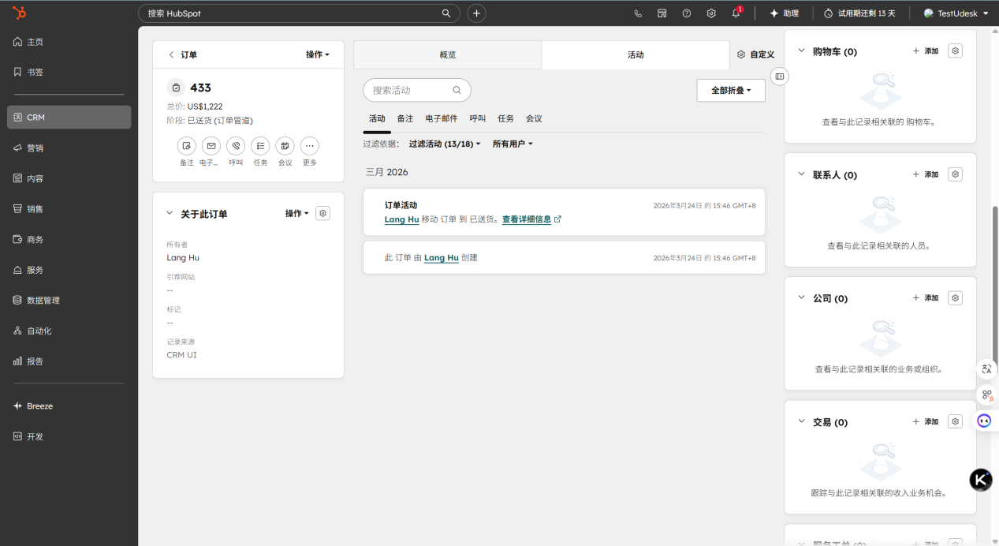 搜索 HubSpot
1
助理
试用期还剩 13 天
TestUdesk
主页
书签
CRM
营销
内容
销售
商务
服务
数据管理
自动化
报告
Breeze
开发
订单
操作
433
总价: US$1,222
阶段: 已送货 (订单管道)
备注
电子...
呼叫
任务
会议
更多
关于此订单
操作
所有者
Lang Hu
引荐网站
--
标记
--
记录来源
CRM UI
概览
活动
自定义
搜索活动
全部折叠
活动
备注
电子邮件
呼叫
任务
会议
过滤依据:
过滤活动 (13/18)
所有用户
三月 2026
订单活动
2026年3月24日 的 15:46 GMT+8
Lang Hu 移动 订单 到 已送货。查看详细信息
此 订单 由 Lang Hu 创建
2026年3月24日 的 15:46 GMT+8
购物车 (0)
+ 添加
查看与此记录相关联的 购物车。
联系人 (0)
+ 添加
查看与此记录相关联的人员。
公司 (0)
+ 添加
查看与此记录相关联的业务或组织。
交易 (0)
+ 添加
跟踪与此记录相关联的收入业务机会。
服务工单 (0)
+ 添加